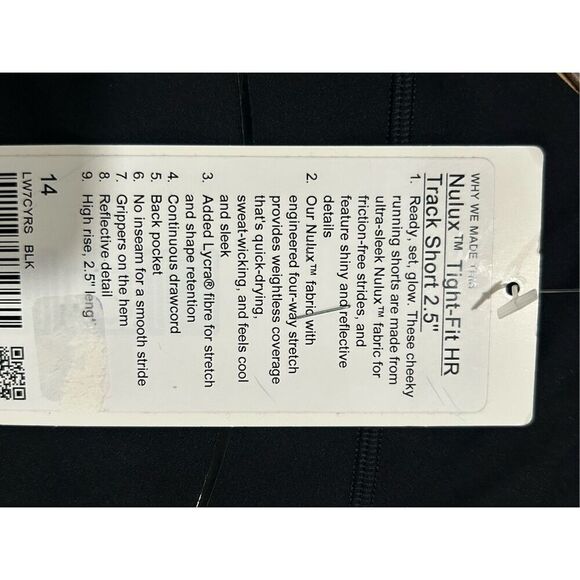 WHY WE MADE THIS
Nulux™ Tight-Fit HR
Track Short 2.5"
1. Ready, set, glow. These cheeky
running shorts are made from
ultra-sleek Nulux™ fabric for
friction-free strides, and
feature shiny and reflective
details
2. Our Nulux™ fabric with
engineered four-way stretch
provides weightless coverage
that's quick-drying,
sweat-wicking, and feels cool
and sleek
3. Added Lycra® fibre for stretch
and shape retention
4. Continuous drawcord
5. Back pocket
6. No inseam for a smooth stride
7. Grippers on the hem
8. Reflective detail
9. High rise, 2.5" length
14
LW7CYRS BLK